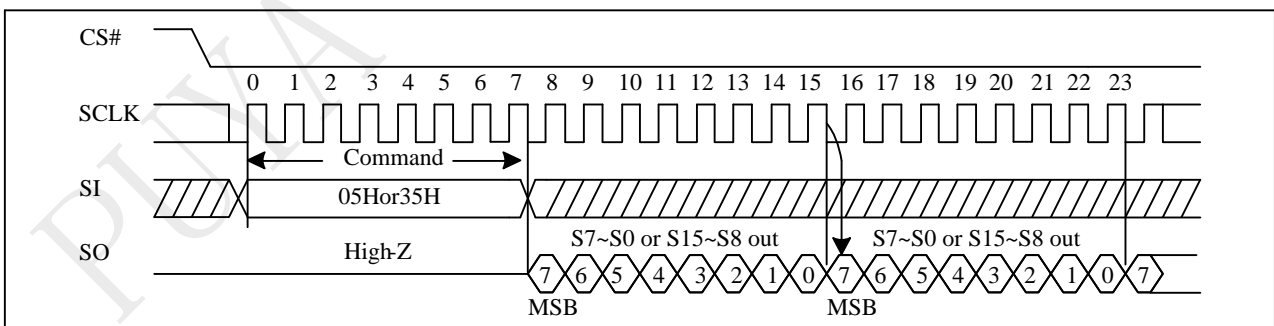 CS#
0 1 2 3 4 5 6 7 8 9 10 11 12 13 14 15 16 17 18 19 20 21 22 23
SCLK
Command
SI
05Hor35H
SO
High-Z
S7~S0 or S15~S8 out
S7~S0 or S15~S8 out
7 6 5 4 3 2 1 0 7 6 5 4 3 2 1 0 7
MSB
MSB
PUYA